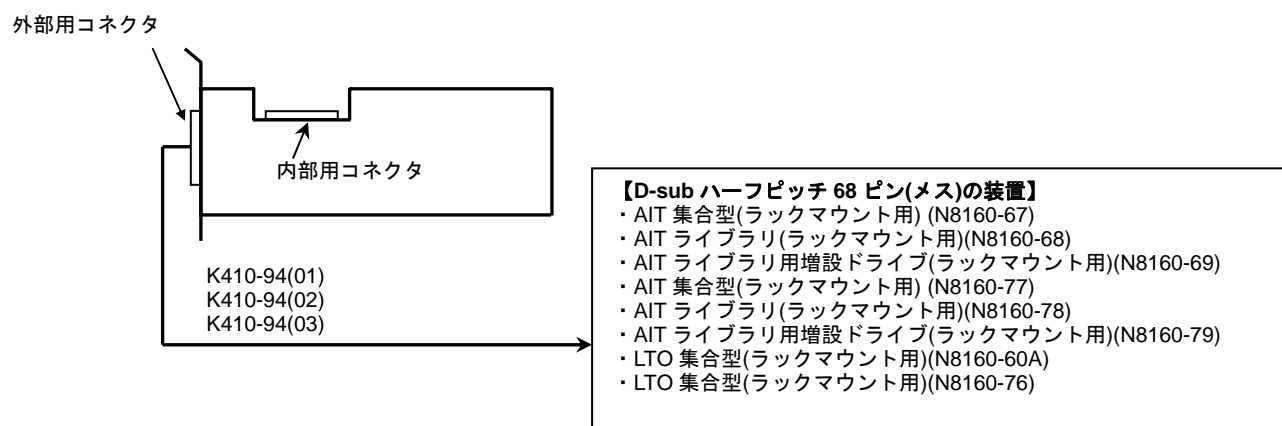 外部用コネクタ
内部用コネクタ
K410-94(01)
K410-94(02)
K410-94(03)
【D-sub ハーフピッチ 68 ピン(メス)の装置】
・AIT 集合型(ラックマウント用) (N8160-67)
・AIT ライブラリ(ラックマウント用)(N8160-68)
・AIT ライブラリ用増設ドライブ(ラックマウント用)(N8160-69)
・AIT 集合型(ラックマウント用) (N8160-77)
・AIT ライブラリ(ラックマウント用)(N8160-78)
・AIT ライブラリ用増設ドライブ(ラックマウント用)(N8160-79)
・LTO 集合型(ラックマウント用)(N8160-60A)
・LTO 集合型(ラックマウント用)(N8160-76)